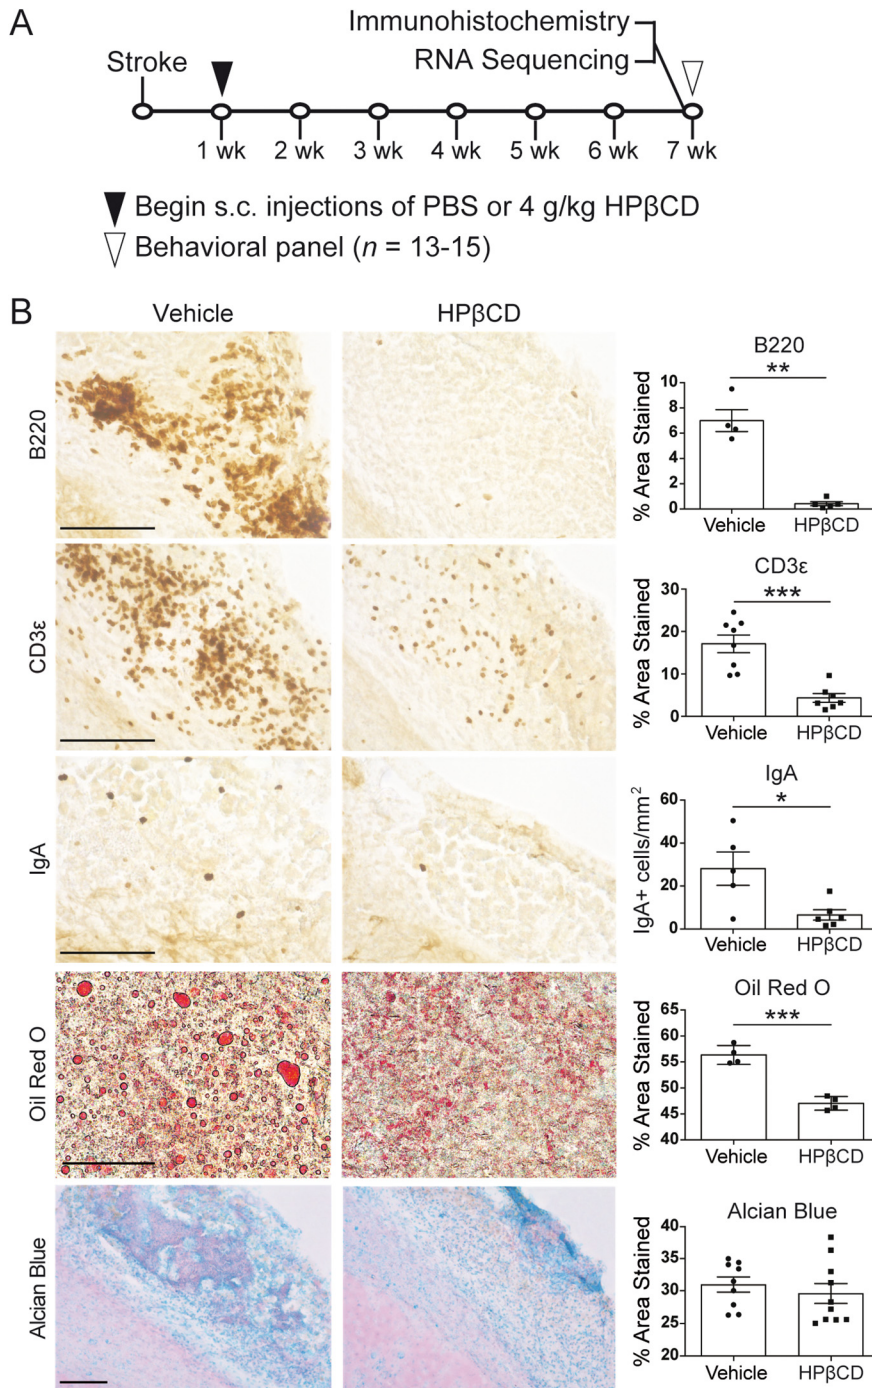 A
Immunohistochemistry
RNA Sequencing
Stroke
1 wk 2 wk 3 wk 4 wk 5 wk 6 wk 7 wk
Begin s.c. injections of PBS or 4 g/kg HPβCD
Behavioral panel (n = 13-15)
B
Vehicle HPβCD
B220
B220
**
% Area Stained
8
6
4
2
0
Vehicle HPβCD
CD3ε
CD3ε
***
% Area Stained
30
20
10
0
Vehicle HPβCD
IgA
IgA
*
IgA+ cells/mm²
60
40
20
0
Vehicle HPβCD
Oil Red O
Oil Red O
***
% Area Stained
65
60
55
50
45
40
Vehicle HPβCD
Alcian Blue
Alcian Blue
% Area Stained
40
35
30
25
20
Vehicle HPβCD